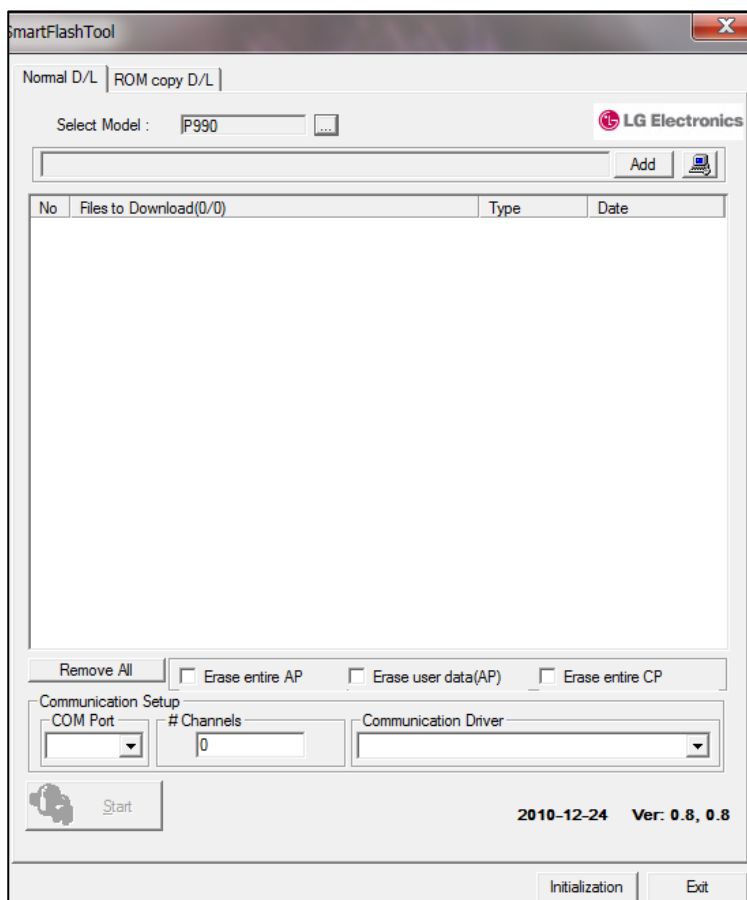 SmartFlashTool
Normal D/L ROM copy D/L
Select Model : P990 ... LG Electronics
Add
No Files to Download(0/0) Type Date
Remove All Erase entire AP Erase user data(AP) Erase entire CP
Communication Setup
COM Port # Channels Communication Driver
0
Start
2010-12-24 Ver: 0.8, 0.8
Initialization Exit